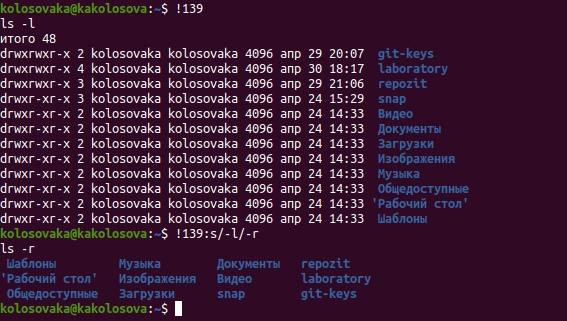 kolosovaka@kakolosova:~$ !139
ls -l
итого 48
drwxrwxr-x 2 kolosovaka kolosovaka 4096 апр 29 20:07  git-keys
drwxrwxr-x 4 kolosovaka kolosovaka 4096 апр 30 18:17  laboratory
drwxrwxr-x 3 kolosovaka kolosovaka 4096 апр 29 21:06  repozit
drwxr-xr-x 3 kolosovaka kolosovaka 4096 апр 24 15:29  snap
drwxr-xr-x 2 kolosovaka kolosovaka 4096 апр 24 14:33  Видео
drwxr-xr-x 2 kolosovaka kolosovaka 4096 апр 24 14:33  Документы
drwxr-xr-x 2 kolosovaka kolosovaka 4096 апр 24 14:33  Загрузки
drwxr-xr-x 2 kolosovaka kolosovaka 4096 апр 24 14:33  Изображения
drwxr-xr-x 2 kolosovaka kolosovaka 4096 апр 24 14:33  Музыка
drwxr-xr-x 2 kolosovaka kolosovaka 4096 апр 24 14:33  Общедоступные
drwxr-xr-x 2 kolosovaka kolosovaka 4096 апр 24 14:33 'Рабочий стол'
drwxr-xr-x 2 kolosovaka kolosovaka 4096 апр 24 14:33  Шаблоны
kolosovaka@kakolosova:~$ !139:s/-l/-r
ls -r
 Шаблоны         Музыка        Документы   repozit
'Рабочий стол'   Изображения   Видео       laboratory
 Общедоступные   Загрузки      snap        git-keys
kolosovaka@kakolosova:~$